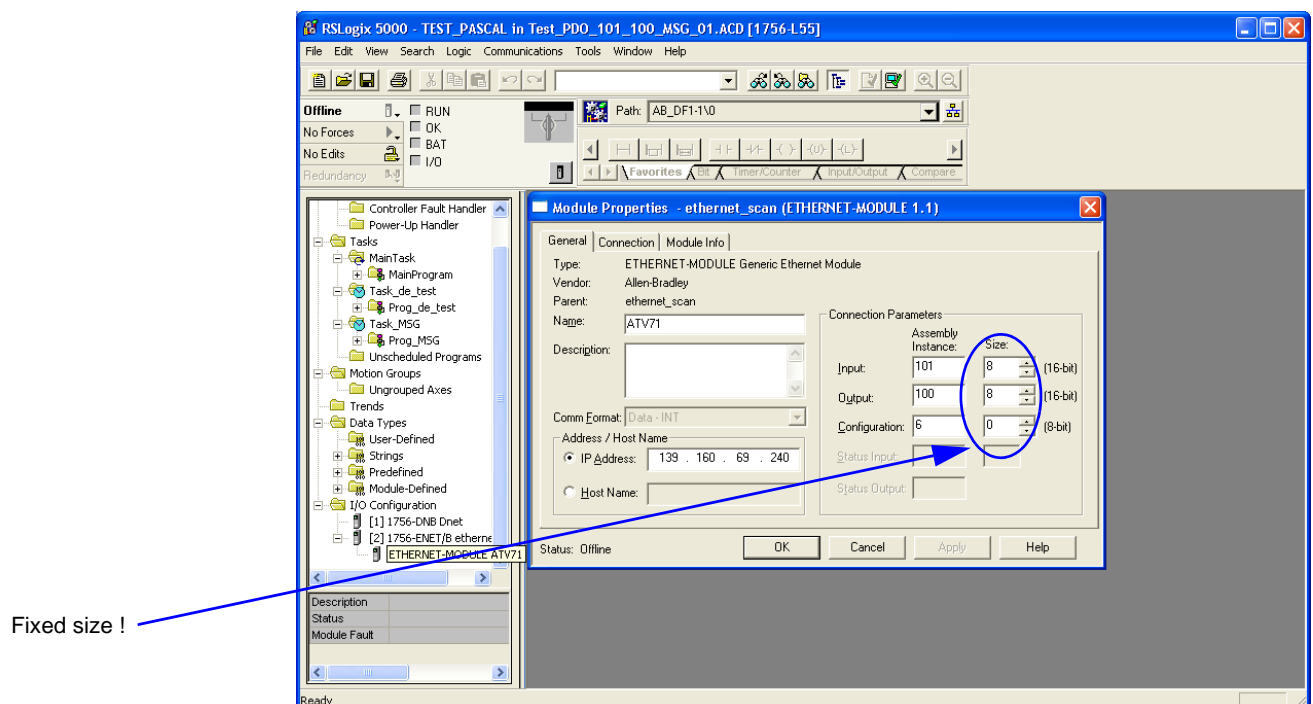 RSLogix 5000 - TEST_PASCAL in Test_PDO_101_100_MSG_01.ACD [1756-L55]
File Edit View Search Logic Communications Tools Window Help
Offline RUN
No Forces OK
No Edits BAT
I/O
Redundancy
Path: AB_DF1-1\0
Favorites Bit Timer/Counter Input/Output Compare
Controller Fault Handler
Power-Up Handler
Tasks
MainTask
MainProgram
Task_de_test
Prog_de_test
Task_MSG
Prog_MSG
Unscheduled Programs
Motion Groups
Ungrouped Axes
Trends
Data Types
User-Defined
Strings
Predefined
Module-Defined
I/O Configuration
[1] 1756-DNB Dnet
[2] 1756-ENET/B etherne
ETHERNET-MODULE ATV71
Description
Status
Module Fault
Module Properties - ethernet_scan (ETHERNET-MODULE 1.1)
General Connection Module Info
Type: ETHERNET-MODULE Generic Ethernet Module
Vendor: Allen-Bradley
Parent: ethernet_scan
Name: ATV71
Description:
Comm Format: Data - INT
Address / Host Name
IP Address: 139 . 160 . 69 . 240
Host Name:
Connection Parameters
Assembly
Instance: Size:
Input: 101 8 (16-bit)
Output: 100 8 (16-bit)
Configuration: 6 0 (8-bit)
Status Input:
Status Output:
Status: Offline OK Cancel Apply Help
Fixed size !
Ready